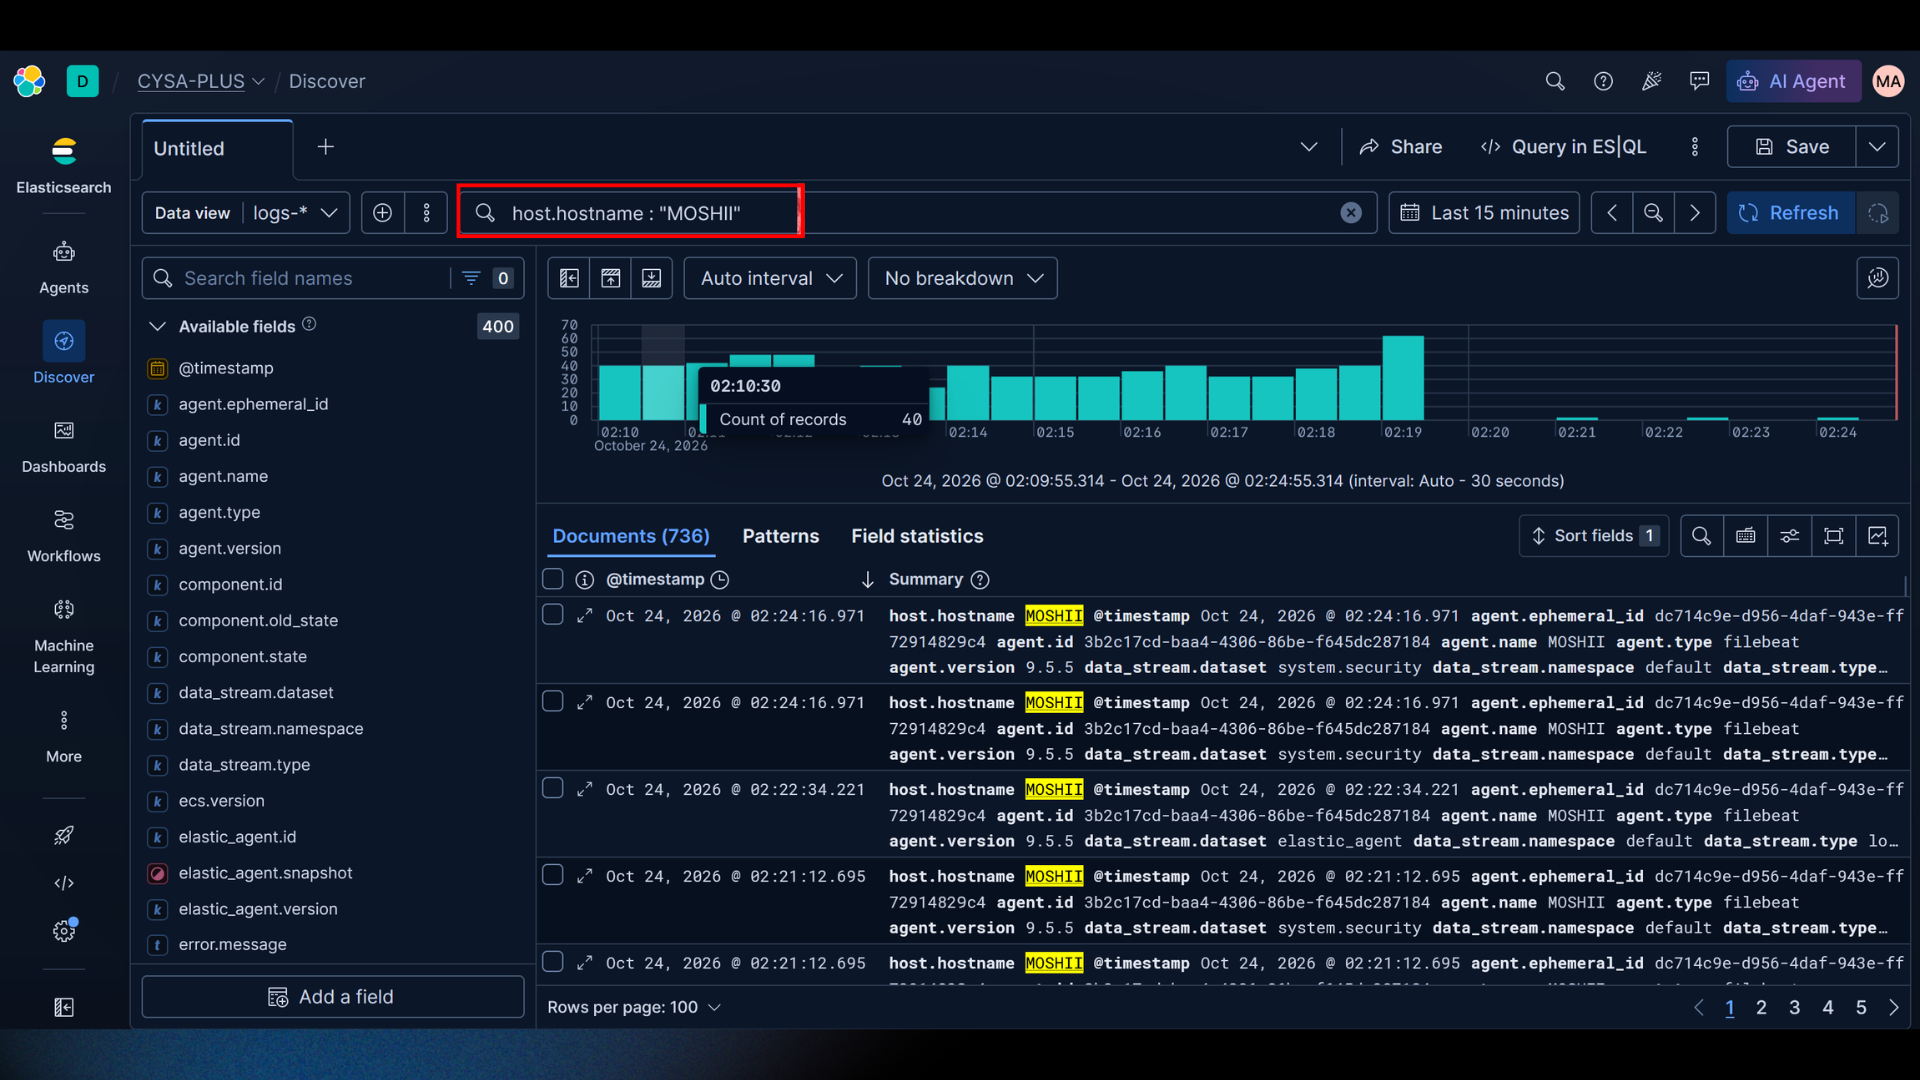 D / CYSA-PLUS / Discover AI Agent MA
Untitled Share Query in ES|QL Save
Elasticsearch
Data view logs-* host.hostname : "MOSHII" Last 15 minutes Refresh
Agents
Discover
Dashboards
Workflows
Machine
Learning
More
Search field names 0
Available fields 400
@timestamp
k agent.ephemeral_id
k agent.id
k agent.name
k agent.type
k agent.version
k component.id
k component.old_state
k component.state
k data_stream.dataset
k data_stream.namespace
k data_stream.type
k ecs.version
k elastic_agent.id
elastic_agent.snapshot
k elastic_agent.version
t error.message
Add a field
Auto interval No breakdown
70
60
50
40
30
20
10
0
02:10:30
Count of records 40
02:10 02:14 02:15 02:16 02:17 02:18 02:19 02:20 02:21 02:22 02:23 02:24
October 24, 2026
Oct 24, 2026 @ 02:09:55.314 - Oct 24, 2026 @ 02:24:55.314 (interval: Auto - 30 seconds)
Documents (736) Patterns Field statistics Sort fields 1
@timestamp Summary
Oct 24, 2026 @ 02:24:16.971 host.hostname MOSHII @timestamp Oct 24, 2026 @ 02:24:16.971 agent.ephemeral_id dc714c9e-d956-4daf-943e-ff
72914829c4 agent.id 3b2c17cd-baa4-4306-86be-f645dc287184 agent.name MOSHII agent.type filebeat
agent.version 9.5.5 data_stream.dataset system.security data_stream.namespace default data_stream.type…
Oct 24, 2026 @ 02:24:16.971 host.hostname MOSHII @timestamp Oct 24, 2026 @ 02:24:16.971 agent.ephemeral_id dc714c9e-d956-4daf-943e-ff
72914829c4 agent.id 3b2c17cd-baa4-4306-86be-f645dc287184 agent.name MOSHII agent.type filebeat
agent.version 9.5.5 data_stream.dataset system.security data_stream.namespace default data_stream.type…
Oct 24, 2026 @ 02:22:34.221 host.hostname MOSHII @timestamp Oct 24, 2026 @ 02:22:34.221 agent.ephemeral_id dc714c9e-d956-4daf-943e-ff
72914829c4 agent.id 3b2c17cd-baa4-4306-86be-f645dc287184 agent.name MOSHII agent.type filebeat
agent.version 9.5.5 data_stream.dataset elastic_agent data_stream.namespace default data_stream.type lo…
Oct 24, 2026 @ 02:21:12.695 host.hostname MOSHII @timestamp Oct 24, 2026 @ 02:21:12.695 agent.ephemeral_id dc714c9e-d956-4daf-943e-ff
72914829c4 agent.id 3b2c17cd-baa4-4306-86be-f645dc287184 agent.name MOSHII agent.type filebeat
agent.version 9.5.5 data_stream.dataset system.security data_stream.namespace default data_stream.type…
Oct 24, 2026 @ 02:21:12.695 host.hostname MOSHII @timestamp Oct 24, 2026 @ 02:21:12.695 agent.ephemeral_id dc714c9e-d956-4daf-943e-ff
Rows per page: 100 1 2 3 4 5